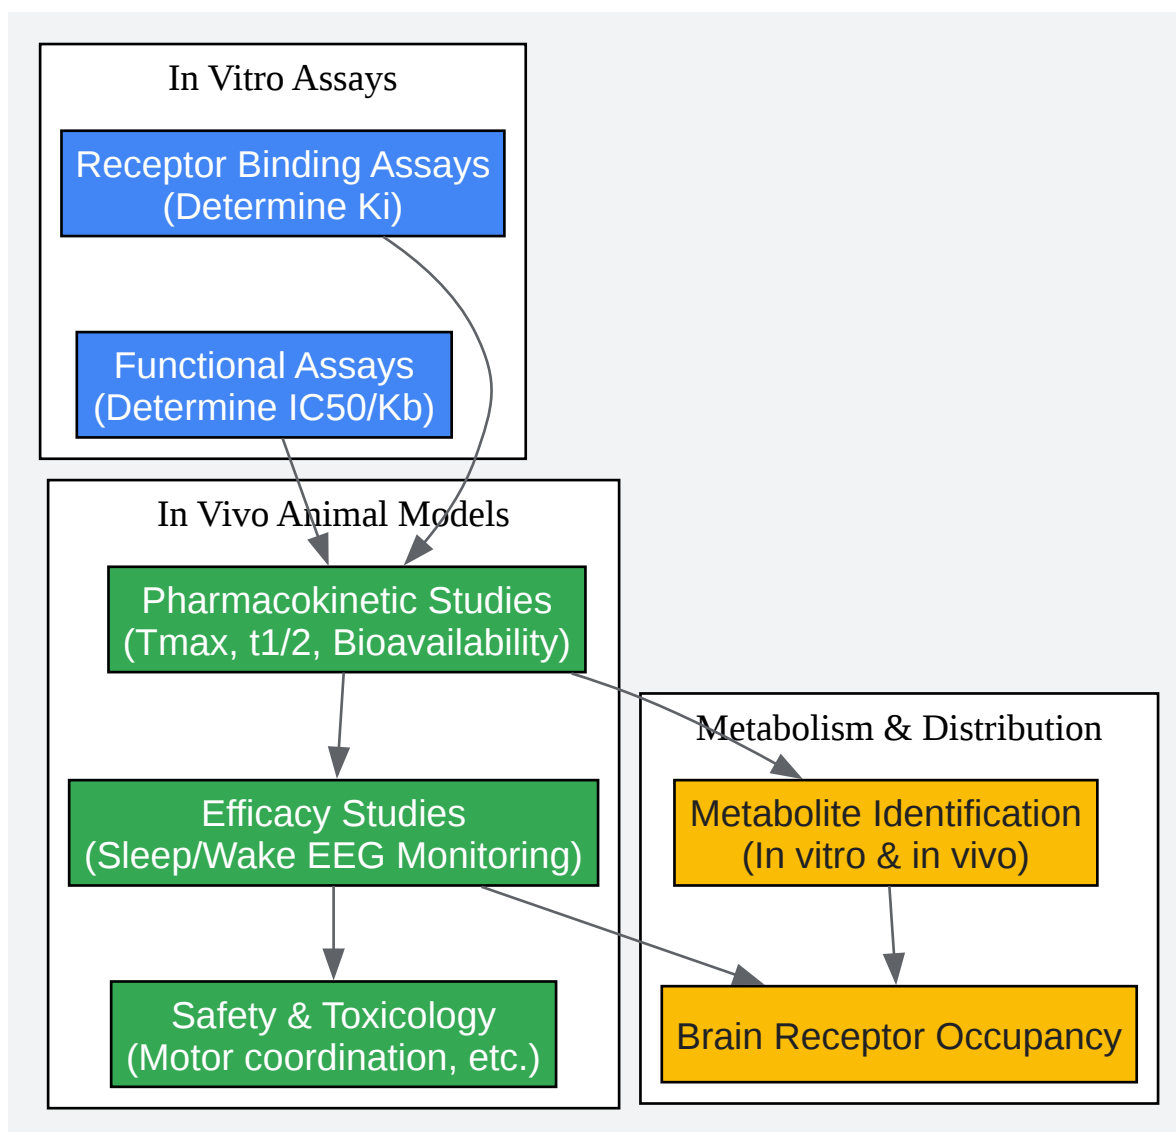 In Vitro Assays
Receptor Binding Assays
(Determine Ki)
Functional Assays
(Determine IC50/Kb)
In Vivo Animal Models
Pharmacokinetic Studies
(Tmax, t1/2, Bioavailability)
Efficacy Studies
(Sleep/Wake EEG Monitoring)
Safety & Toxicology
(Motor coordination, etc.)
Metabolism & Distribution
Metabolite Identification
(In vitro & in vivo)
Brain Receptor Occupancy